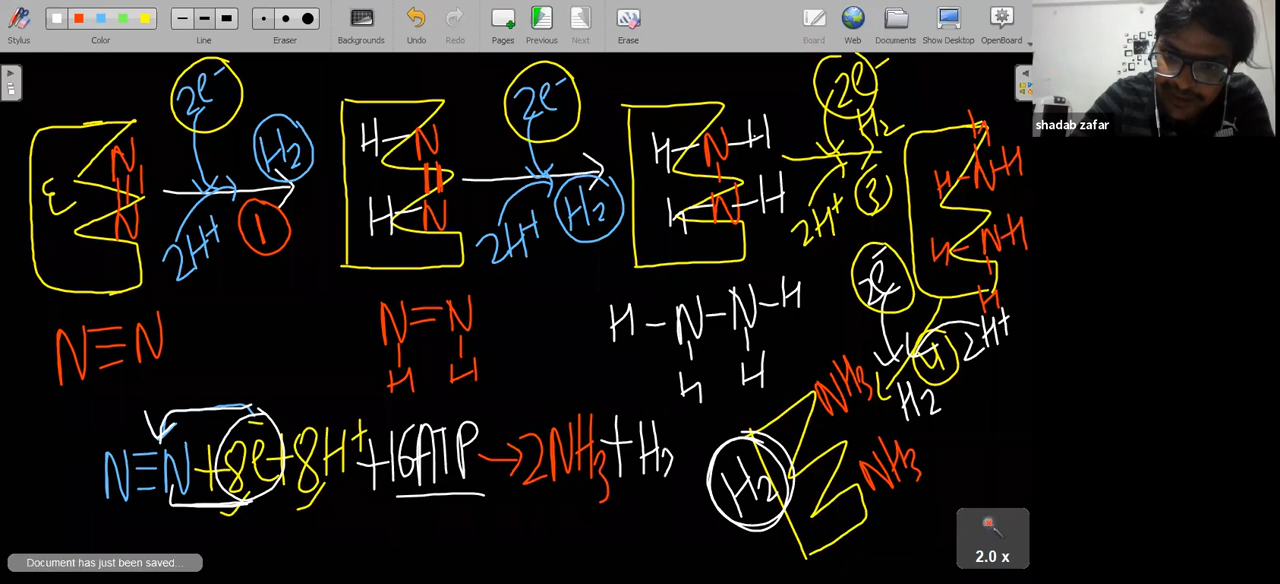 Stylus Color Line Eraser Backgrounds Undo Redo Pages Previous Next Erase Board Web Documents Show Desktop OpenBoard
shadab zafar
2e⁻ 2e⁻ 2e⁻
H₂ H₂
ε N≡N H-N=N-H H-N-H H-N-H H-N-H H-N-H
2H⁺ 1 2H⁺ H₂ 2H⁺ 3 H H
N≡N N=N H-N-N-H 2e⁻ 4 2H⁺
H H H H H₂
NH₃
N≡N+8e⁻+8H⁺+16ATP→2NH₃+H₂ H₂ NH₃
Document has just been saved...
2.0 x